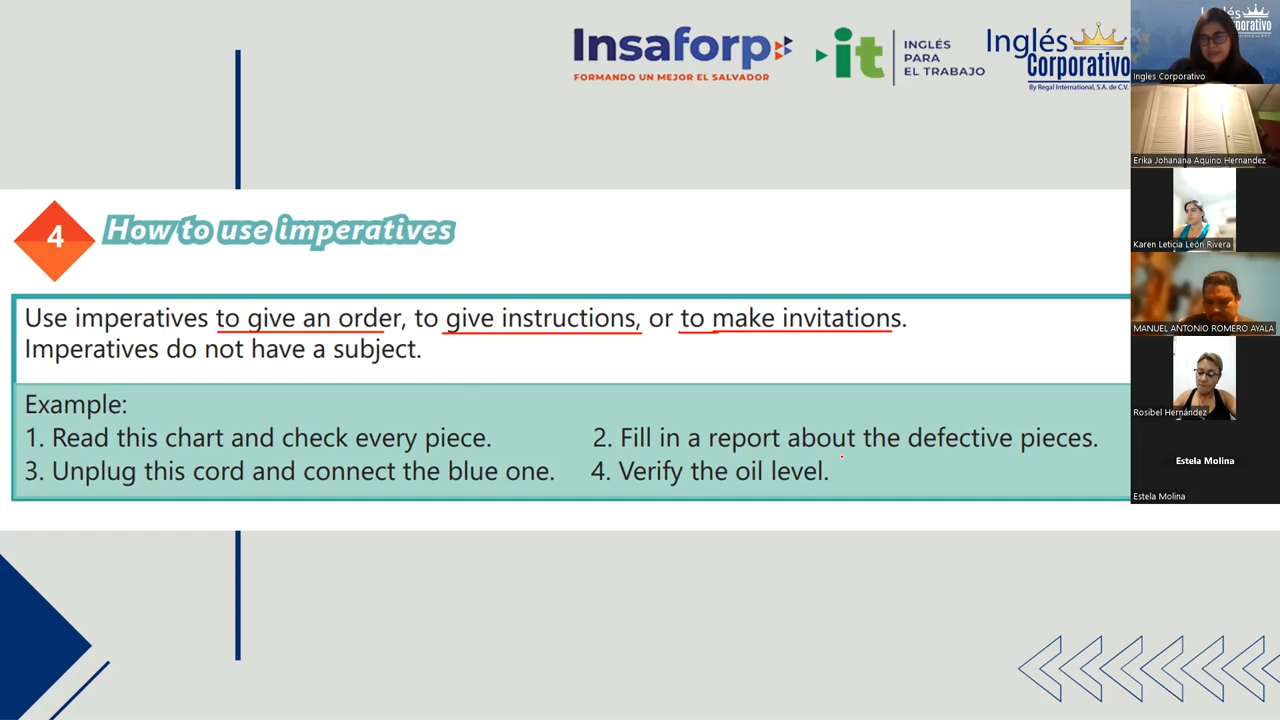 Insaforp
FORMANDO UN MEJOR EL SALVADOR
it
INGLÉS
PARA
EL TRABAJO
Inglés
Corporativo
By Regal International, S.A. de C.V.
4
How to use imperatives
Use imperatives to give an order, to give instructions, or to make invitations.
Imperatives do not have a subject.
Example:
1. Read this chart and check every piece.
2. Fill in a report about the defective pieces.
3. Unplug this cord and connect the blue one.
4. Verify the oil level.
Ingles Corporativo
Erika Johanana Aquino Hernandez
Karen Leticia León Rivera
MANUEL ANTONIO ROMERO AYALA
Rosibel Hernández
Estela Molina
Estela Molina